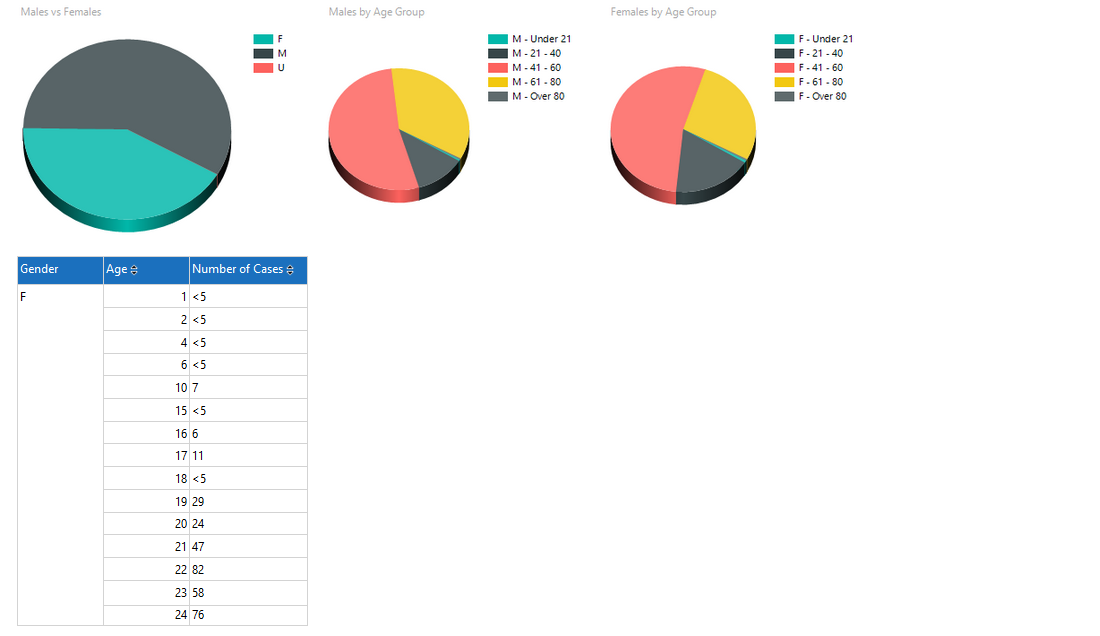 Males vs Females
F
M
U
Males by Age Group
M - Under 21
M - 21 - 40
M - 41 - 60
M - 61 - 80
M - Over 80
Females by Age Group
F - Under 21
F - 21 - 40
F - 41 - 60
F - 61 - 80
F - Over 80
Gender Age Number of Cases
F 1 <5
2 <5
4 <5
6 <5
10 7
15 <5
16 6
17 11
18 <5
19 29
20 24
21 47
22 82
23 58
24 76